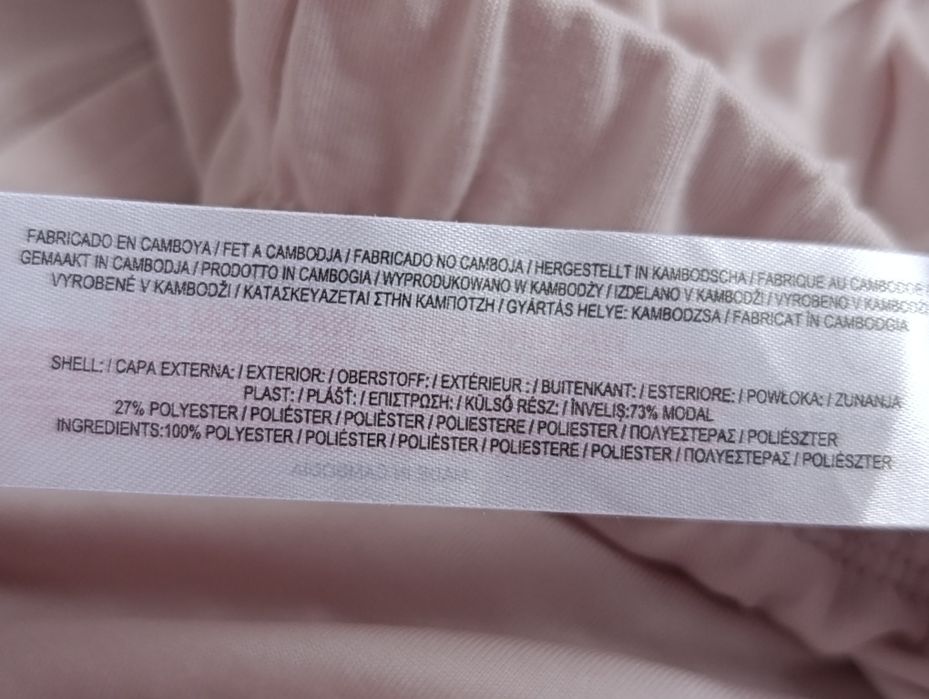 FABRICADO EN CAMBOYA / FET A CAMBODJA / FABRICADO NO CAMBOJA / HERGESTELLT IN KAMBODSCHA / FABRIQUE AU CAMBODGE
GEMAAKT IN CAMBODJA / PRODOTTO IN CAMBOGIA / WYPRODUKOWANO W KAMBODŻY / IZDELANO V KAMBODŽI / VYROBENO V KAMBODŽI
VYROBENÉ V KAMBODŽI / ΚΑΤΑΣΚΕΥΑΖΕΤΑΙ ΣΤΗΝ ΚΑΜΠΟΤΖΗ / GYÁRTÁS HELYE: KAMBODZSA / FABRICAT ÎN CAMBODGIA
SHELL: / CAPA EXTERNA: / EXTERIOR: / OBERSTOFF: / EXTÉRIEUR : / BUITENKANT: / ESTERIORE: / POWŁOKA: / ZUNANJA
PLAST: / PLÁŠŤ: / ΕΠΙΣΤΡΩΣΗ: / KÜLSŐ RÉSZ: / ÎNVELIŞ:73% MODAL
27% POLYESTER / POLIÉSTER / POLIÈSTER / POLIESTERE / POLIESTER / ΠΟΛΥΕΣΤΕΡΑΣ / POLIÉSZTER
INGREDIENTS:100% POLYESTER / POLIÉSTER / POLIÈSTER / POLIESTERE / POLIESTER / ΠΟΛΥΕΣΤΕΡΑΣ / POLIÉSZTER